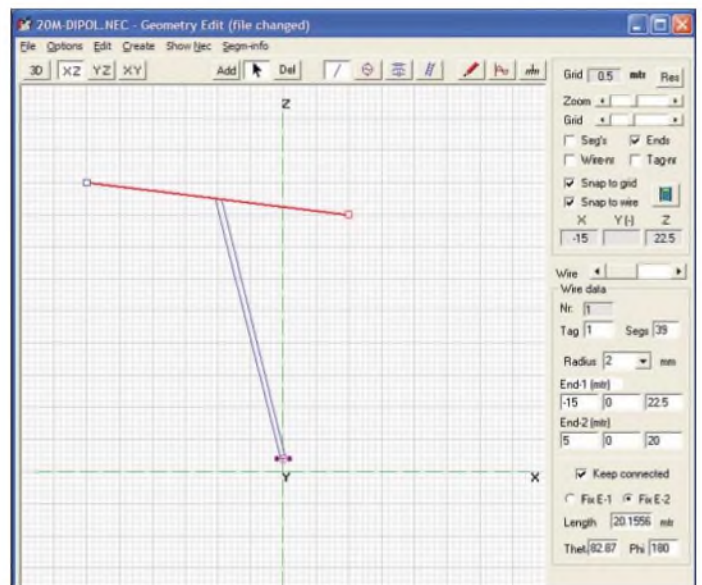 20M-DIPOL.NEC - Geometry Edit (file changed)
File Options Edit Create Show Nec Segm-info
3D XZ YZ XY Add Del
Grid 0.5 mtr Res
Zoom
Grid
Seg's Ends
Wire-nr Tag-nr
Snap to grid
Snap to wire
X Y(-) Z
-15 22.5
Wire
Wire data
Nr. 1
Tag 1 Segs 39
Radius 2 mm
End-1 (mtr)
-15 0 22.5
End-2 (mtr)
5 0 20
Keep connected
Fix E-1 Fix E-2
Length 20.1556 mtr
Thet. 82.87 Phi 180
Z
X
Y